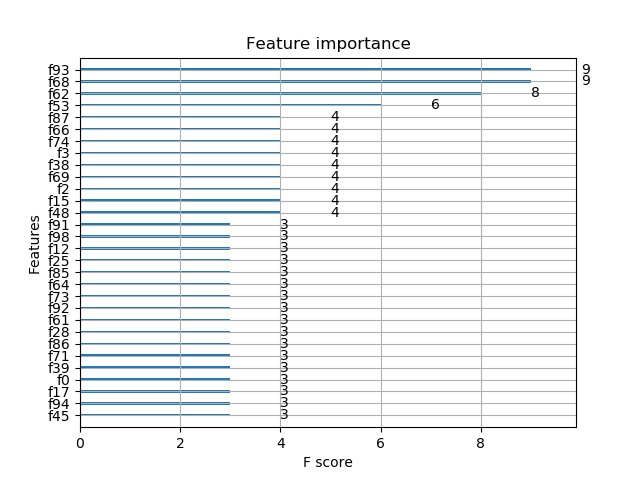 Feature importance
f93 9
f68 9
f62 8
f53 6
f87 4
f66 4
f74 4
f3 4
f38 4
f69 4
f2 4
f15 4
f48 4
f91 3
f98 3
f12 3
f25 3
f85 3
f64 3
f73 3
f92 3
f61 3
f28 3
f86 3
f71 3
f39 3
f0 3
f17 3
f94 3
f45 3
0 2 4 6 8
F score
Features